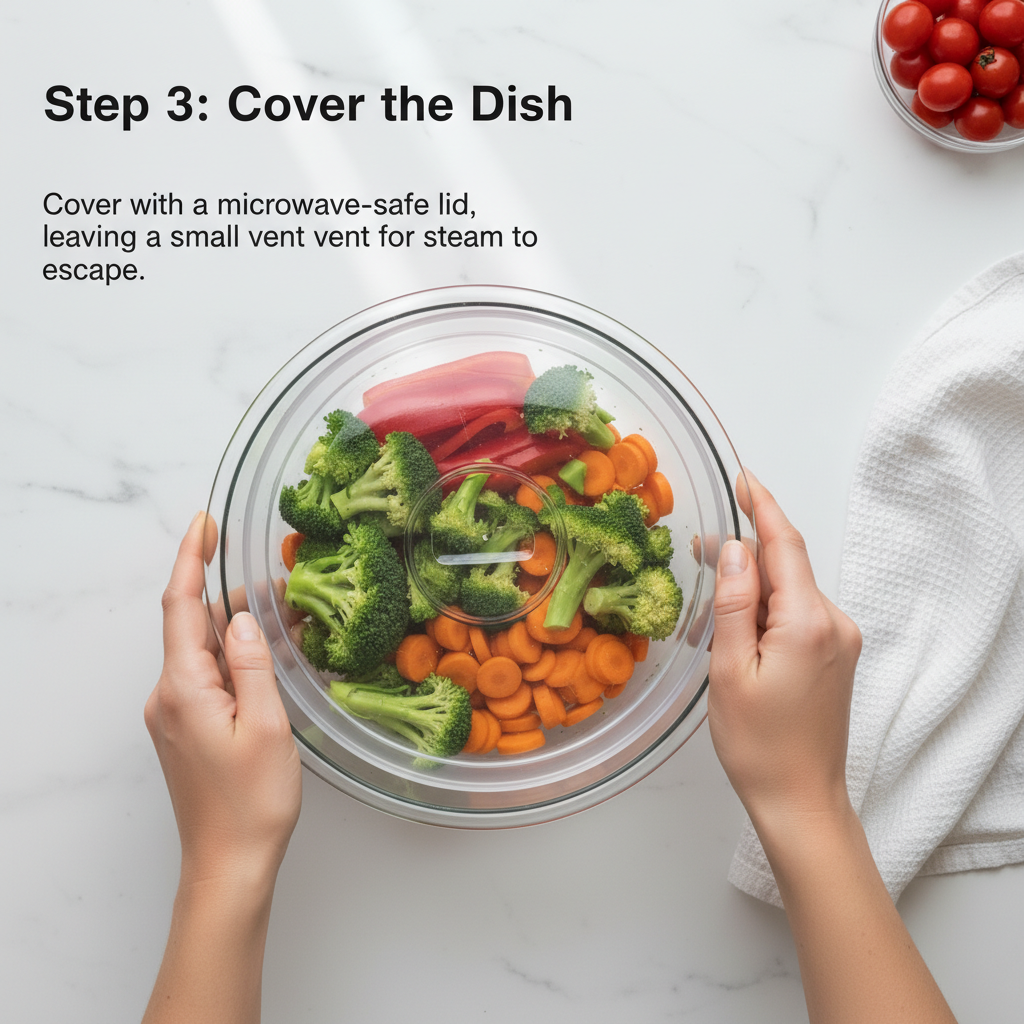 Step 3: Cover the Dish
Cover with a microwave-safe lid,
leaving a small vent vent for steam to
escape.